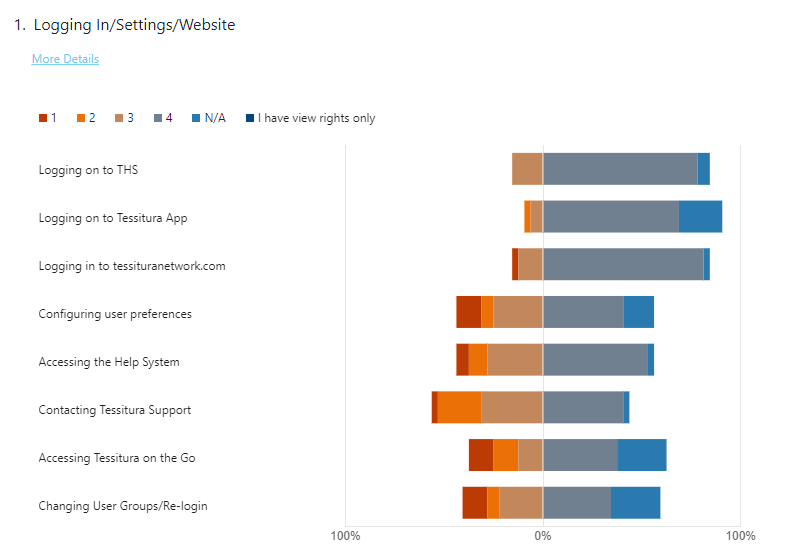 1. Logging In/Settings/Website
More Details
1 2 3 4 N/A I have view rights only
Logging on to THS
Logging on to Tessitura App
Logging in to tessituranetwork.com
Configuring user preferences
Accessing the Help System
Contacting Tessitura Support
Accessing Tessitura on the Go
Changing User Groups/Re-login
100% 0% 100%